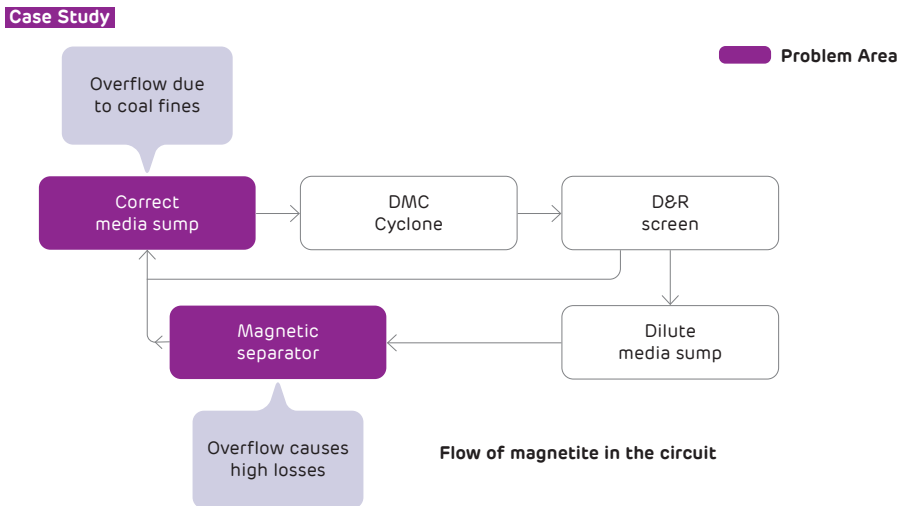 Case Study
Problem Area
Overflow due
to coal fines
Correct
media sump
DMC
Cyclone
D&R
screen
Magnetic
separator
Dilute
media sump
Overflow causes
high losses
Flow of magnetite in the circuit